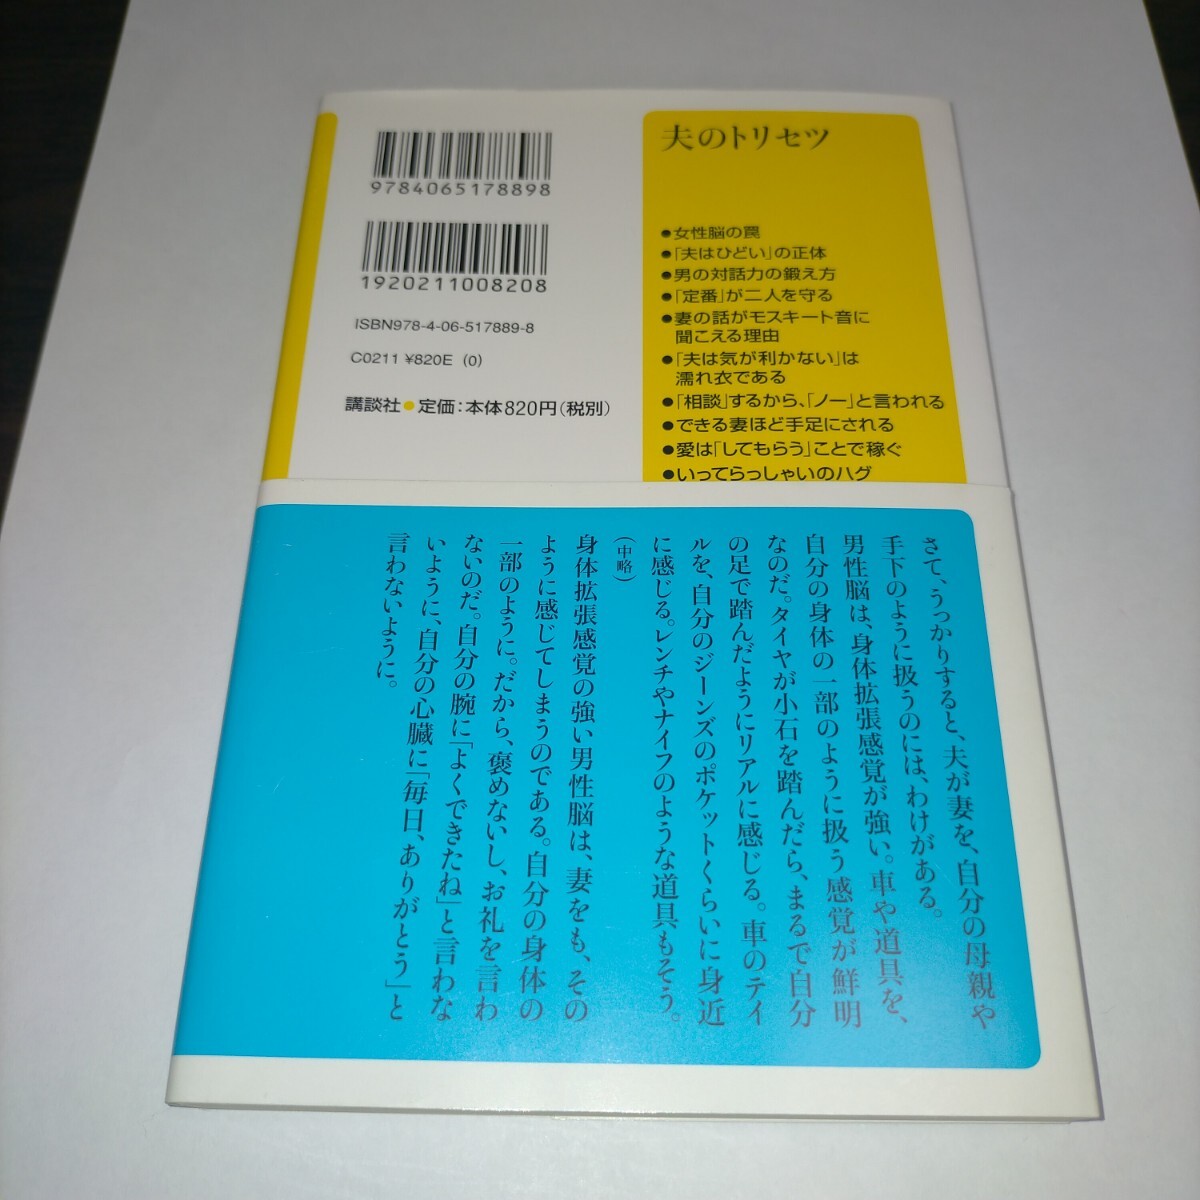 9784065178898
1920211008208
ISBN978-4-06-517889-8
C0211 ¥820E (0)
講談社●定価:本体820円(税別)
夫のトリセツ
●女性脳の罠
●「夫はひどい」の正体
●男の対話力の鍛え方
●「定番」が二人を守る
●妻の話がモスキート音に
聞こえる理由
●「夫は気が利かない」は
濡れ衣である
●「相談」するから、「ノー」と言われる
●できる妻ほど手足にされる
●愛は「してもらう」ことで稼ぐ
●いってらっしゃいのハグ
さて、うっかりすると、夫が妻を、自分の母親や
手下のように扱うのには、わけがある。
男性脳は、身体拡張感覚が強い。車や道具を、
自分の身体の一部のように扱う感覚が鮮明
なのだ。タイヤが小石を踏んだら、まるで自分
の足で踏んだようにリアルに感じる。車のテイ
ルを、自分のジーンズのポケットくらいに身近
に感じる。レンチやナイフのような道具もそう。
(中略)
身体拡張感覚の強い男性脳は、妻をも、その
ように感じてしまうのである。自分の身体の
一部のように。だから、褒めないし、お礼を言わ
ないのだ。自分の腕に「よくできたね」と言わな
いように、自分の心臓に「毎日、ありがとう」と
言わないように。